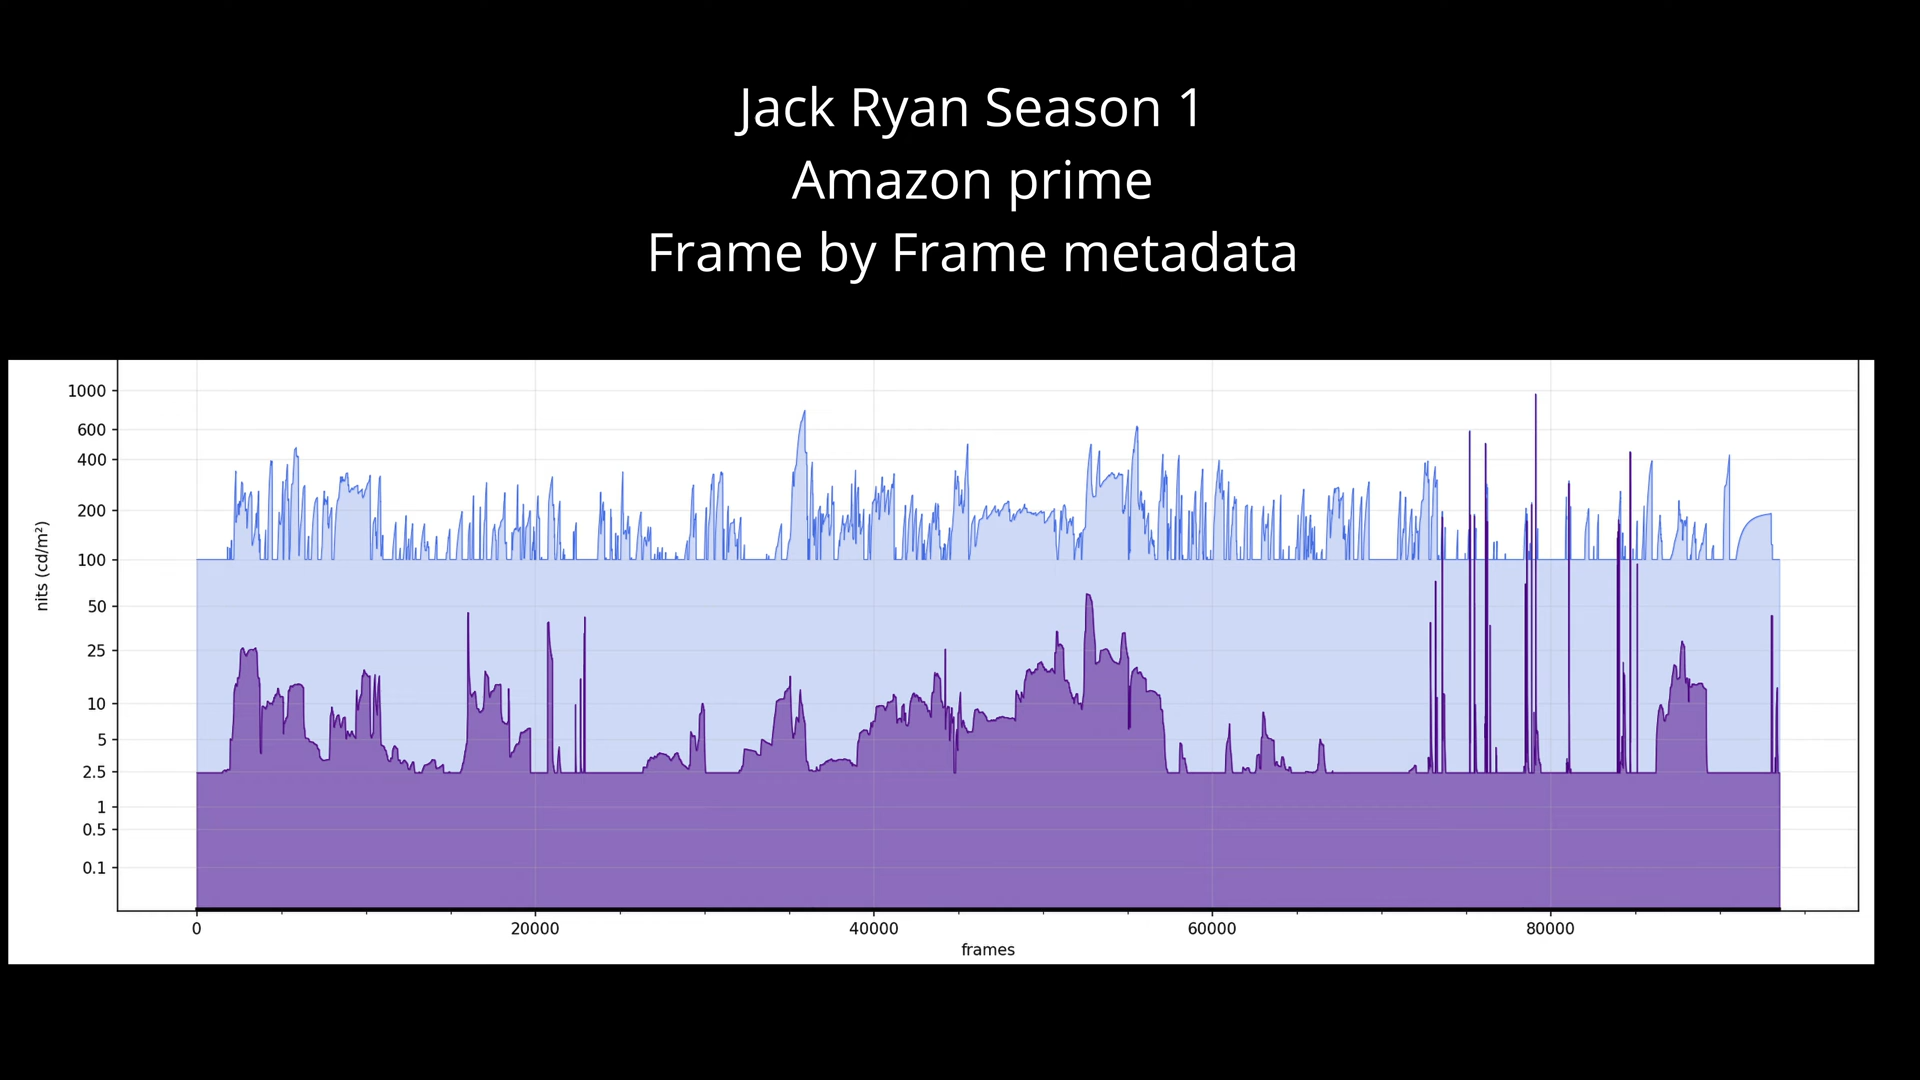 Jack Ryan Season 1
Amazon prime
Frame by Frame metadata
1000
600
400
200
100
50
25
10
5
2.5
1
0.5
0.1
nits (cd/m²)
0 20000 40000 60000 80000
frames